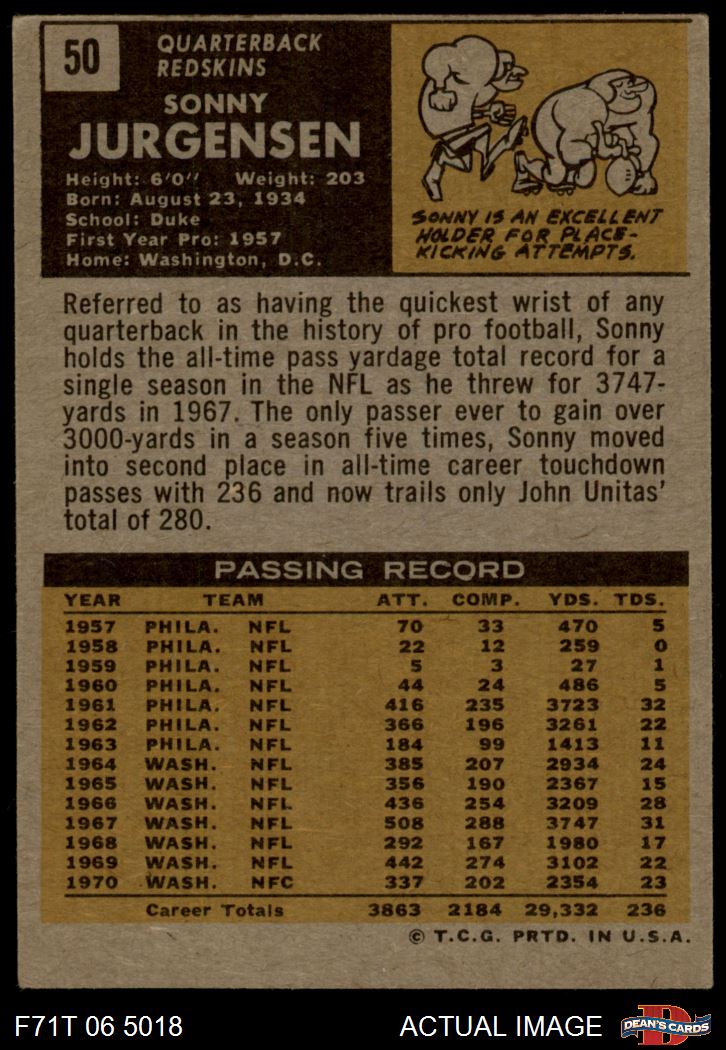 50
QUARTERBACK
REDSKINS
SONNY
JURGENSEN
Height: 6'0" Weight: 203
Born: August 23, 1934
School: Duke
First Year Pro: 1957
Home: Washington, D.C.
SONNY IS AN EXCELLENT
HOLDER FOR PLACE-
KICKING ATTEMPTS.
Referred to as having the quickest wrist of any
quarterback in the history of pro football, Sonny
holds the all-time pass yardage total record for a
single season in the NFL as he threw for 3747-
yards in 1967. The only passer ever to gain over
3000-yards in a season five times, Sonny moved
into second place in all-time career touchdown
passes with 236 and now trails only John Unitas'
total of 280.
PASSING RECORD
YEAR TEAM ATT. COMP. YDS. TDS.
1957 PHILA. NFL 70 33 470 5
1958 PHILA. NFL 22 12 259 0
1959 PHILA. NFL 5 3 27 1
1960 PHILA. NFL 44 24 486 5
1961 PHILA. NFL 416 235 3723 32
1962 PHILA. NFL 366 196 3261 22
1963 PHILA. NFL 184 99 1413 11
1964 WASH. NFL 385 207 2934 24
1965 WASH. NFL 356 190 2367 15
1966 WASH. NFL 436 254 3209 28
1967 WASH. NFL 508 288 3747 31
1968 WASH. NFL 292 167 1980 17
1969 WASH. NFL 442 274 3102 22
1970 WASH. NFC 337 202 2354 23
Career Totals 3863 2184 29,332 236
© T.C.G. PRTD. IN U.S.A.
F71T 06 5018 ACTUAL IMAGE D DEAN'S CARDS